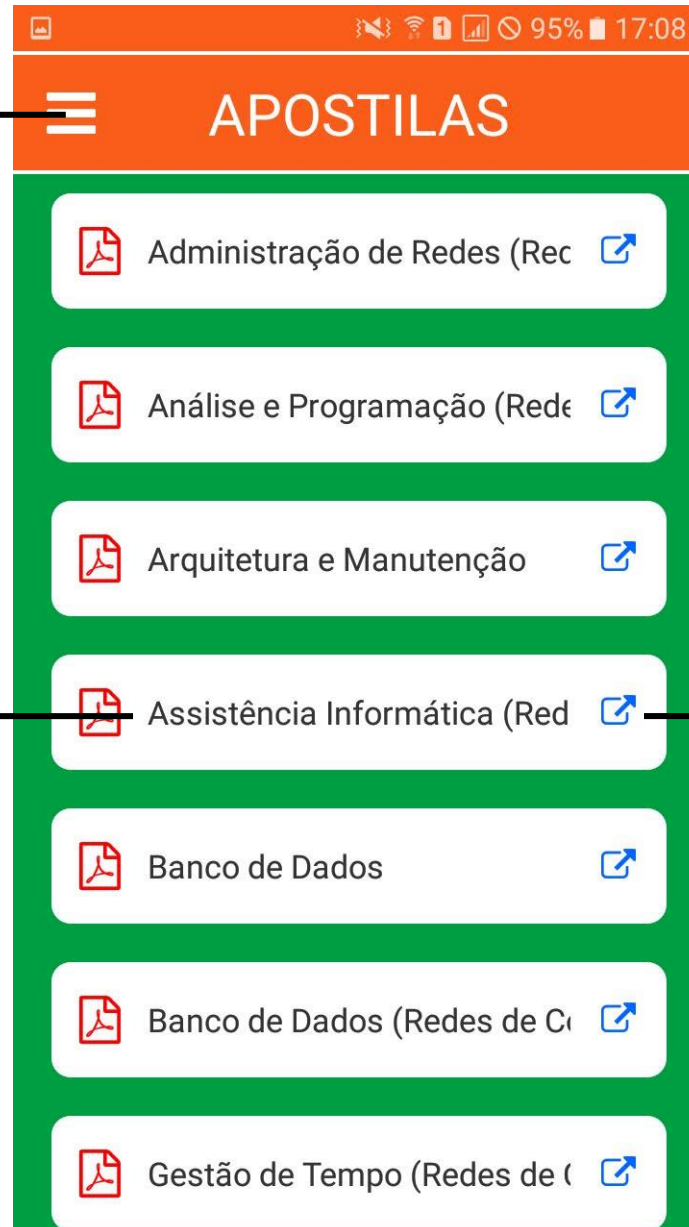 95% 17:08
APOSTILAS
Administração de Redes (Rec
Análise e Programação (Rede
Arquitetura e Manutenção
Assistência Informática (Red
Banco de Dados
Banco de Dados (Redes de C
Gestão de Tempo (Redes de